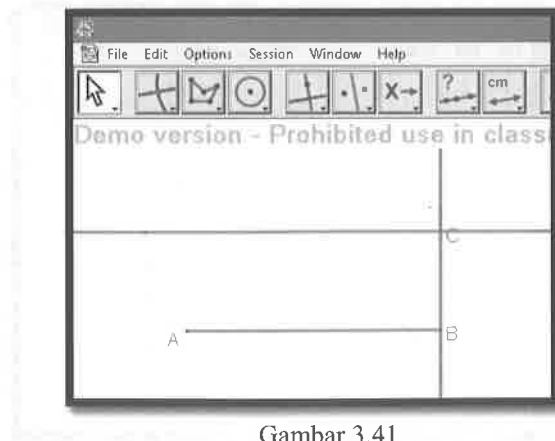 File Edit Options Session Window Help
? cm
X
Demo version - Prohibited use in class
C
A B
Gambar 3.41